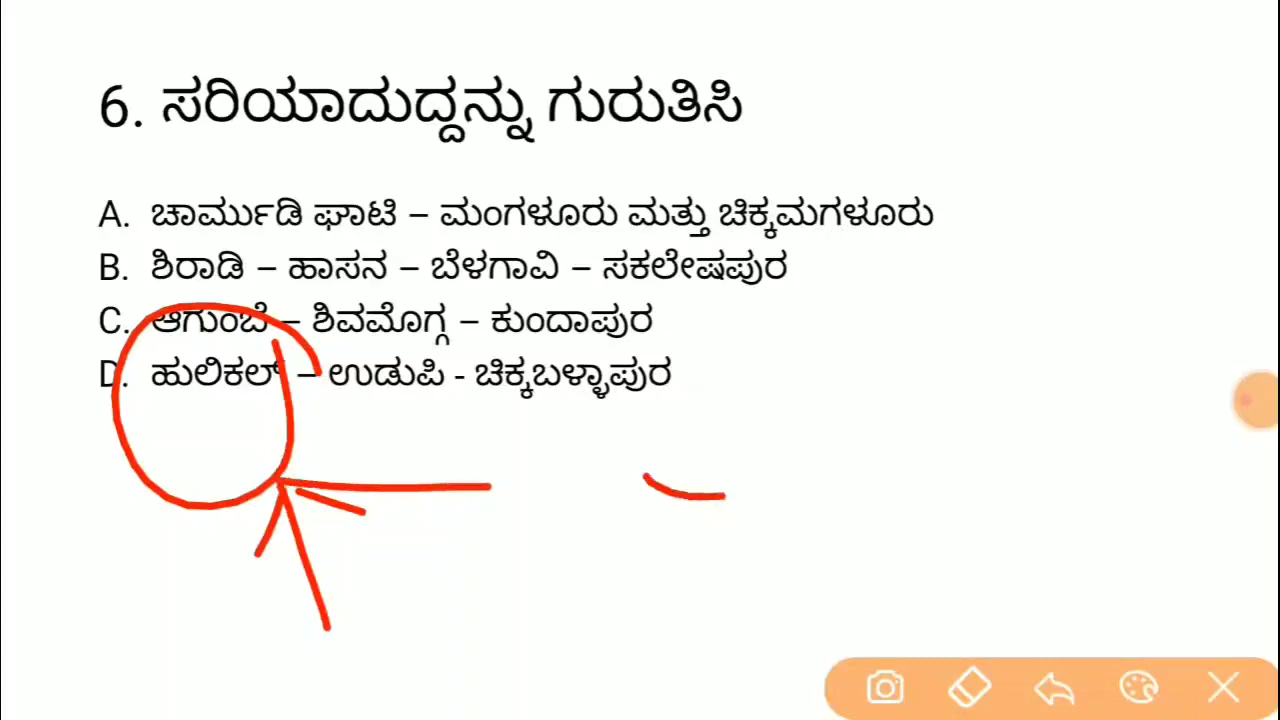 6. ಸರಿಯಾದುದ್ದನ್ನು ಗುರುತಿಸಿ
A. ಚಾರ್ಮುಡಿ ಘಾಟಿ – ಮಂಗಳೂರು ಮತ್ತು ಚಿಕ್ಕಮಗಳೂರು
B. ಶಿರಾಡಿ – ಹಾಸನ – ಬೆಳಗಾವಿ – ಸಕಲೇಷಪುರ
C. ಆಗುಂಬೆ – ಶಿವಮೊಗ್ಗ – ಕುಂದಾಪುರ
D. ಹುಲಿಕಲ್ – ಉಡುಪಿ - ಚಿಕ್ಕಬಳ್ಳಾಪುರ